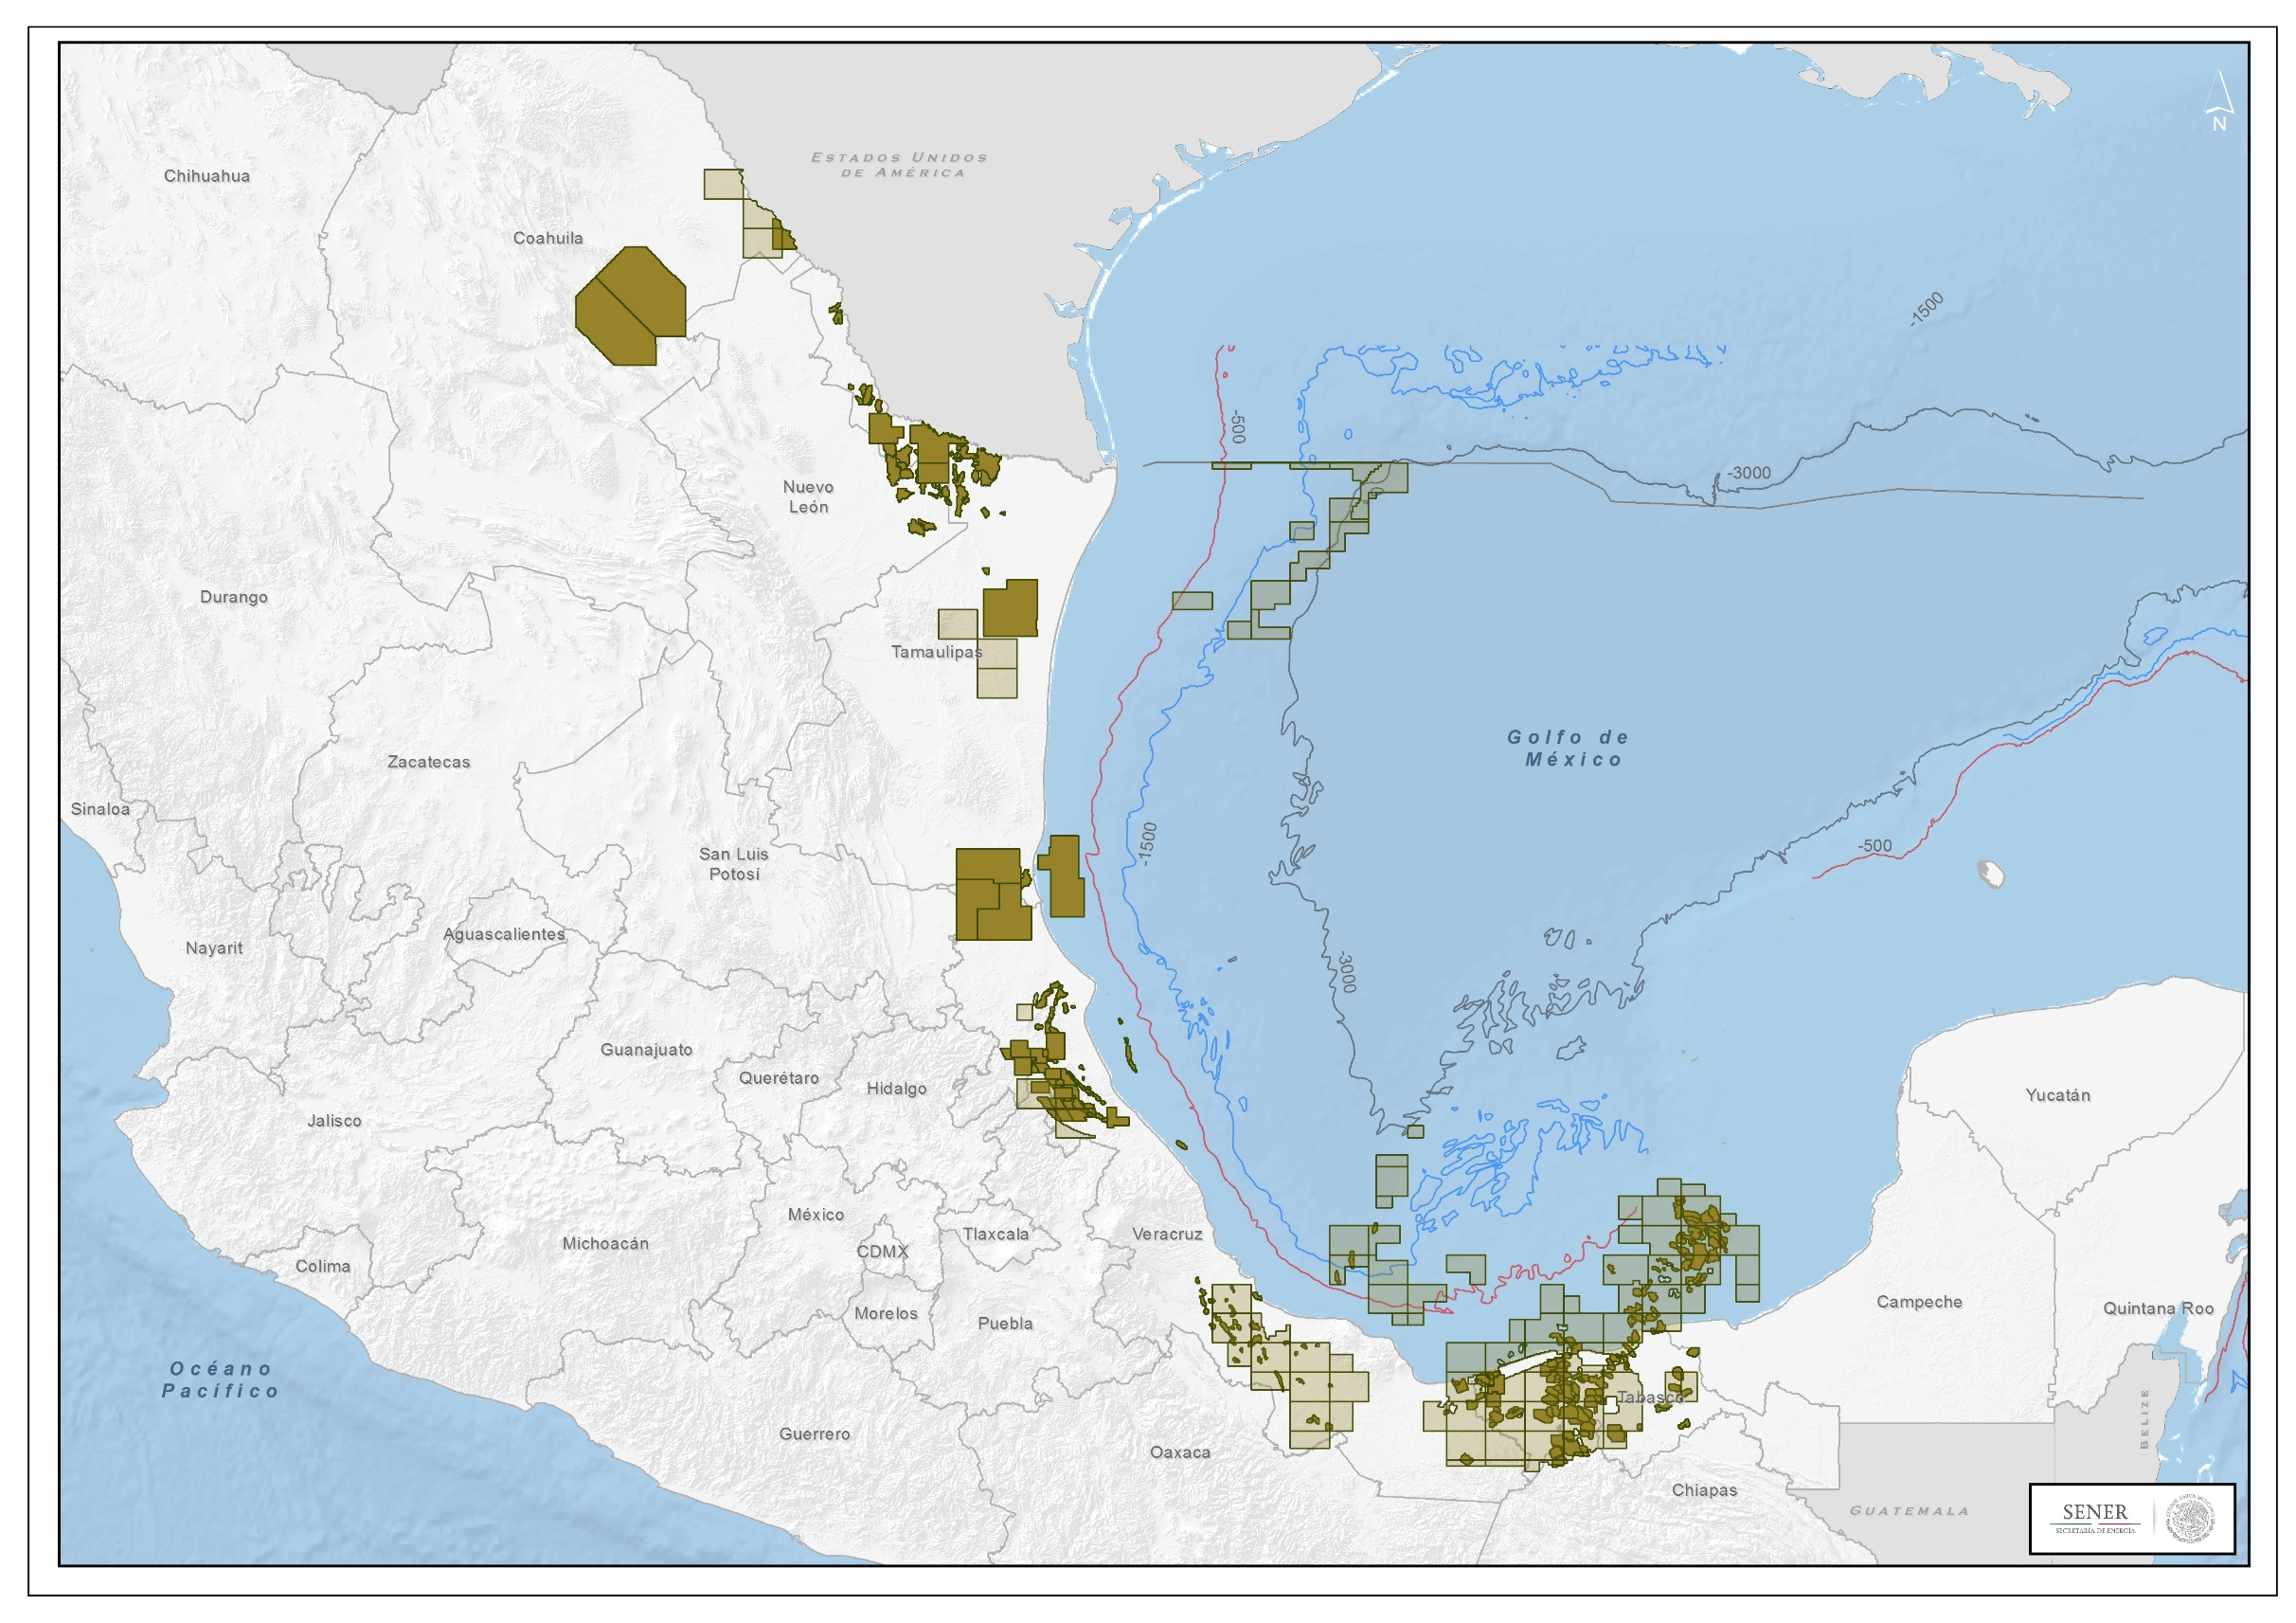 ESTADOS UNIDOS
DE AMÉRICA
N
Chihuahua
Coahuila
-1500
-500
-3000
Nuevo
León
Durango
Tamaulipas
Golfo de
México
Zacatecas
Sinaloa
-1500
-500
San Luis
Potosí
Aguascalientes
Nayarit
-3000
Guanajuato
Querétaro
Hidalgo
Yucatán
Jalisco
México
Tlaxcala
Veracruz
Michoacán
CDMX
Colima
Morelos
Puebla
Campeche
Quintana Roo
Océano
Pacífico
Tabasco
BELIZE
Guerrero
Oaxaca
Chiapas
GUATEMALA
SENER
SECRETARÍA DE ENERGÍA